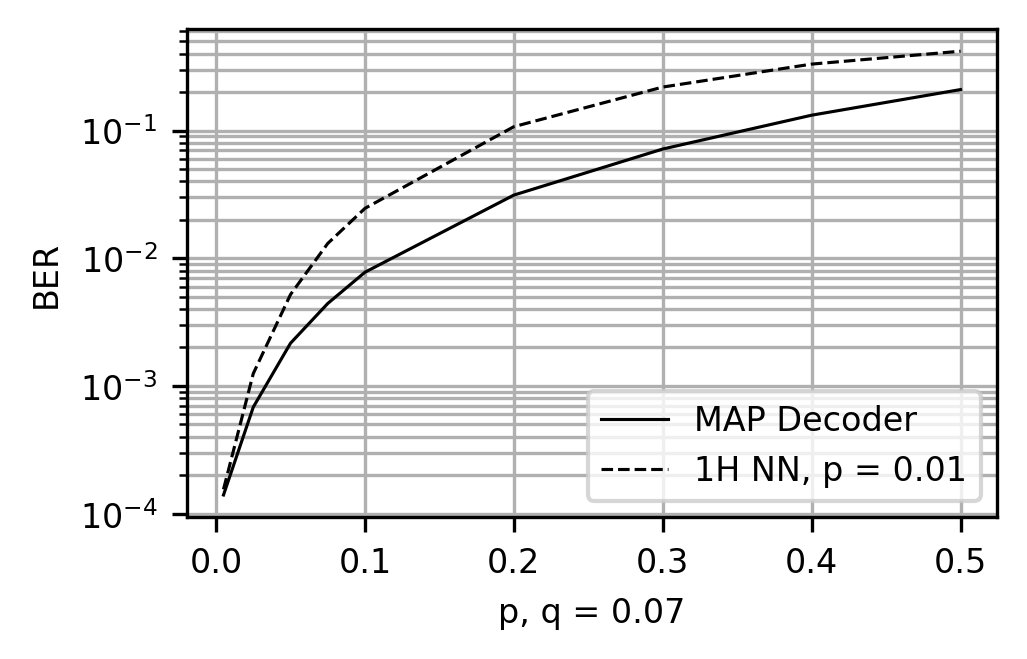 BER
10⁻¹
10⁻²
10⁻³
10⁻⁴
MAP Decoder
1H NN, p = 0.01
0.0 0.1 0.2 0.3 0.4 0.5
p, q = 0.07